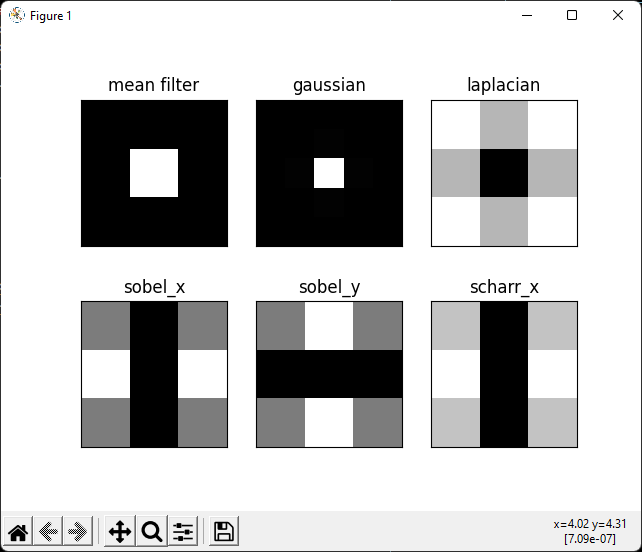 Figure 1
mean filter
gaussian
laplacian
sobel_x
sobel_y
scharr_x
x=4.02 y=4.31
[7.09e-07]